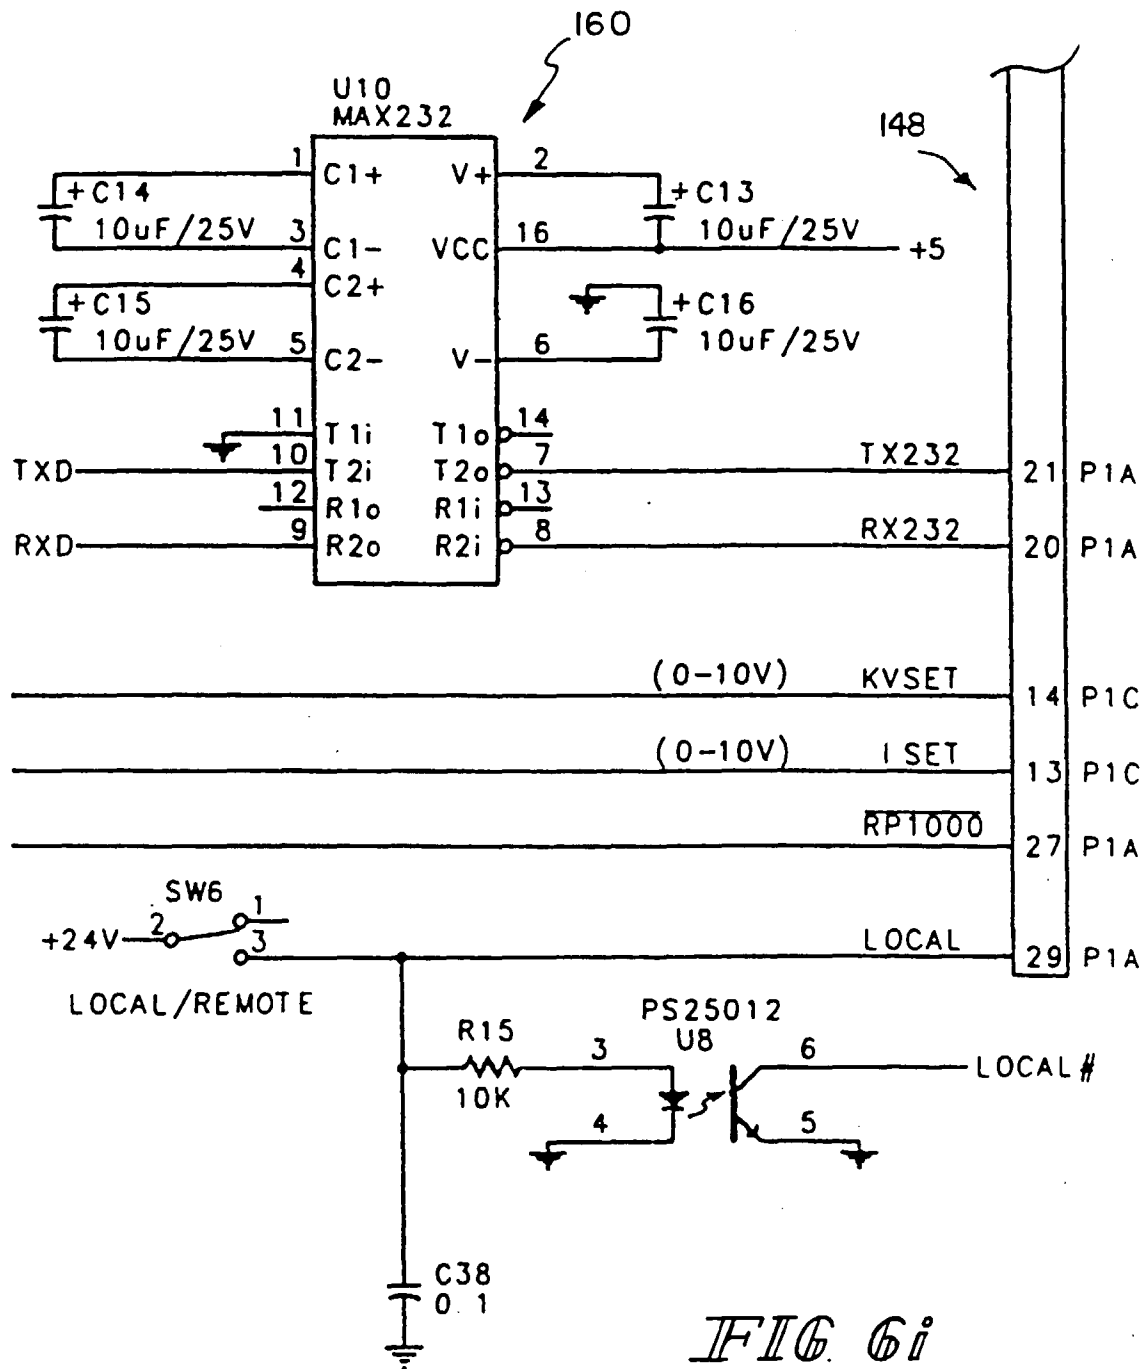 160
U10
MAX232
148
1 C1+ V+ 2
+ C14 + C13
10uF/25V 10uF/25V
3 C1- VCC 16 +5
4 C2+
+ C15 + C16
10uF/25V 10uF/25V
5 C2- V- 6
11 T1i T1o 14
TXD 10 T2i T2o 7 TX232 21 P1A
12 R1o R1i 13
RXD 9 R2o R2i 8 RX232 20 P1A
(0-10V) KVSET 14 P1C
(0-10V) ISET 13 P1C
RP1000 27 P1A
SW6
+24V 2 1
3 LOCAL 29 P1A
LOCAL/REMOTE
PS25012
U8
R15 3 6 LOCAL#
10K
4 5
C38
0.1
FIG. 6i